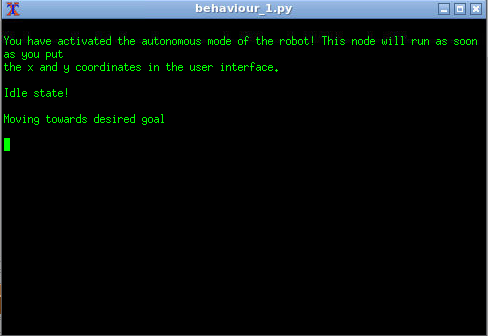 behaviour_1.py
You have activated the autonomous mode of the robot! This node will run as soon
as you put
the x and y coordinates in the user interface.
Idle state!
Moving towards desired goal